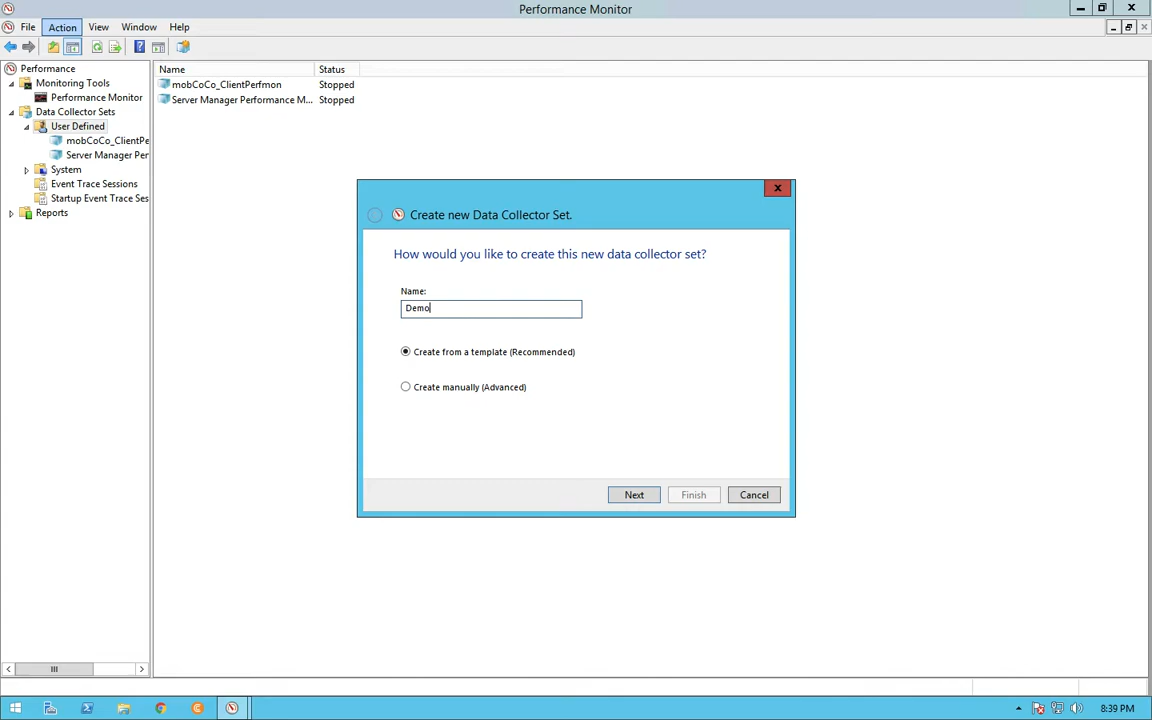 Performance Monitor
File Action View Window Help
Performance
Monitoring Tools
Performance Monitor
Data Collector Sets
User Defined
mobCoCo_ClientPe
Server Manager Per
System
Event Trace Sessions
Startup Event Trace Ses
Reports
Name Status
mobCoCo_ClientPerfmon Stopped
Server Manager Performance M... Stopped
Create new Data Collector Set.
How would you like to create this new data collector set?
Name:
Demo
Create from a template (Recommended)
Create manually (Advanced)
Next Finish Cancel
8:39 PM